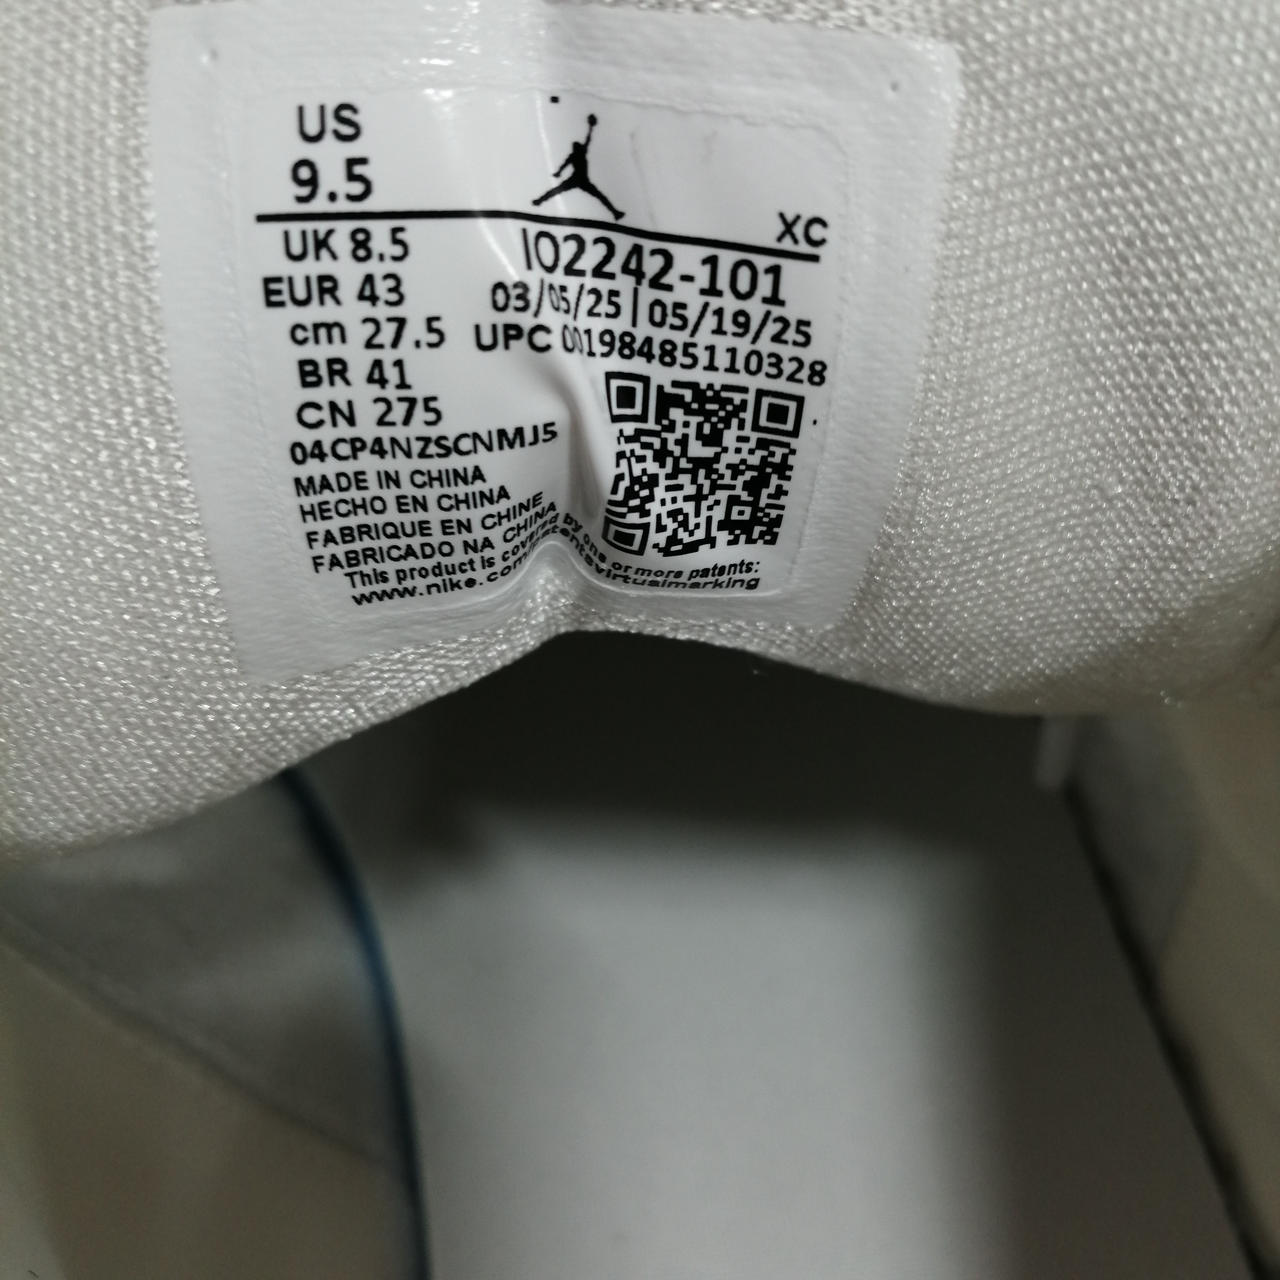 US
9.5
XC
UK 8.5
EUR 43
cm 27.5
BR 41
CN 275
IO2242-101
03/05/25 | 05/19/25
UPC 00198485110328
04CP4NZSCNMJ5
MADE IN CHINA
HECHO EN CHINA
FABRIQUE EN CHINE
FABRICADO NA CHINA
This product is covered by one or more patents:
www.nike.com/patentsvirtualmarking